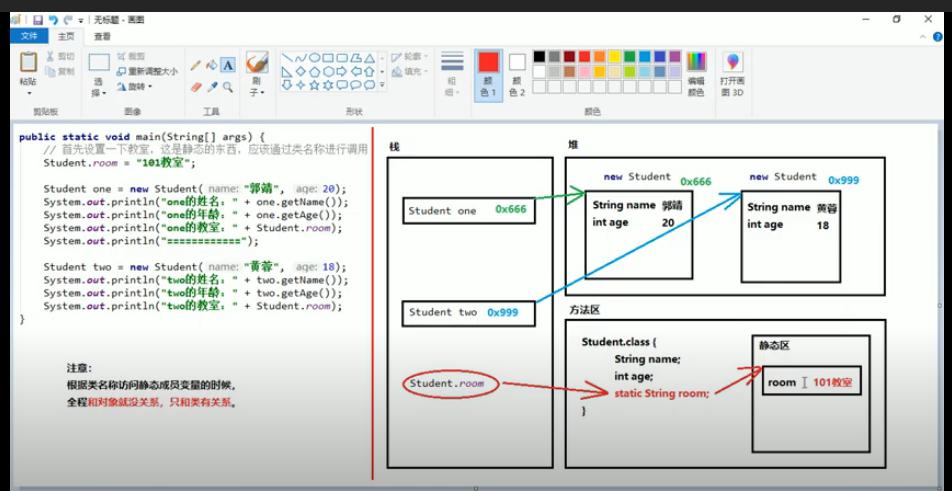 无标题 - 画图
文件 主页 查看
粘贴
剪切
复制
选择
裁剪
重新调整大小
旋转
刷子
轮廓
填充
粗细
颜色 1
颜色 2
编辑颜色
打开画图 3D
剪贴板 图像 工具 形状 颜色
public static void main(String[] args) {
// 首先设置一下教室，这是静态的东西，应该通过类名称进行调用
Student.room = "101教室";
Student one = new Student( name: "郭靖", age: 20);
System.out.println("one的姓名：" + one.getName());
System.out.println("one的年龄：" + one.getAge());
System.out.println("one的教室：" + Student.room);
System.out.println("============");
Student two = new Student( name: "黄蓉", age: 18);
System.out.println("two的姓名：" + two.getName());
System.out.println("two的年龄：" + two.getAge());
System.out.println("two的教室：" + Student.room);
}
注意：
根据类名称访问静态成员变量的时候，
全程和对象就没关系，只和类有关系。
栈
Student one 0x666
Student two 0x999
Student.room
堆
new Student 0x666
String name 郭靖
int age 20
new Student 0x999
String name 黄蓉
int age 18
方法区
Student.class {
String name;
int age;
static String room;
}
静态区
room 101教室